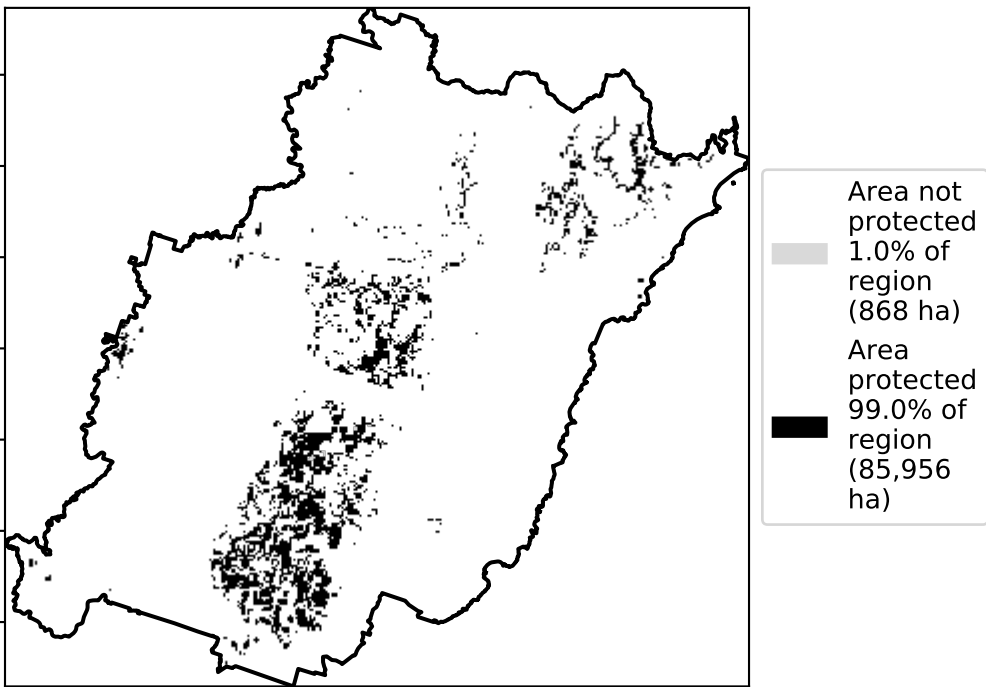 Area not
protected
1.0% of
region
(868 ha)
Area
protected
99.0% of
region
(85,956
ha)